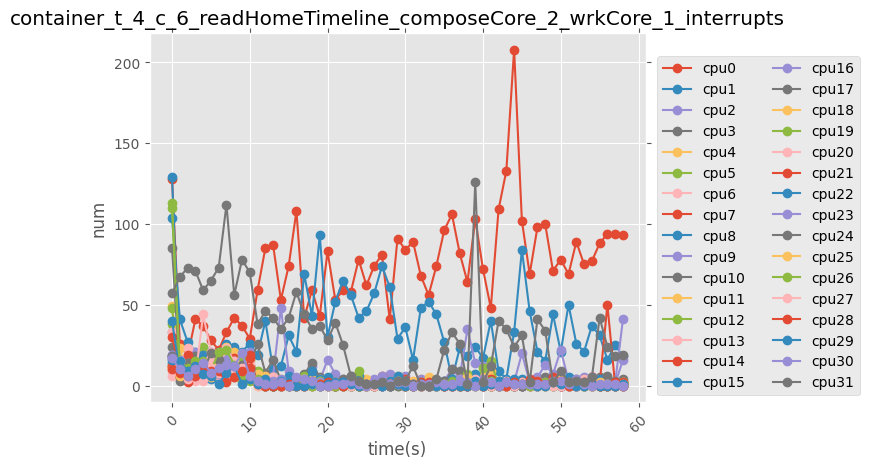 container_t_4_c_6_readHomeTimeline_composeCore_2_wrkCore_1_interrupts
200
150
100
50
0
num
0
10
20
30
40
50
60
time(s)
cpu0
cpu1
cpu2
cpu3
cpu4
cpu5
cpu6
cpu7
cpu8
cpu9
cpu10
cpu11
cpu12
cpu13
cpu14
cpu15
cpu16
cpu17
cpu18
cpu19
cpu20
cpu21
cpu22
cpu23
cpu24
cpu25
cpu26
cpu27
cpu28
cpu29
cpu30
cpu31